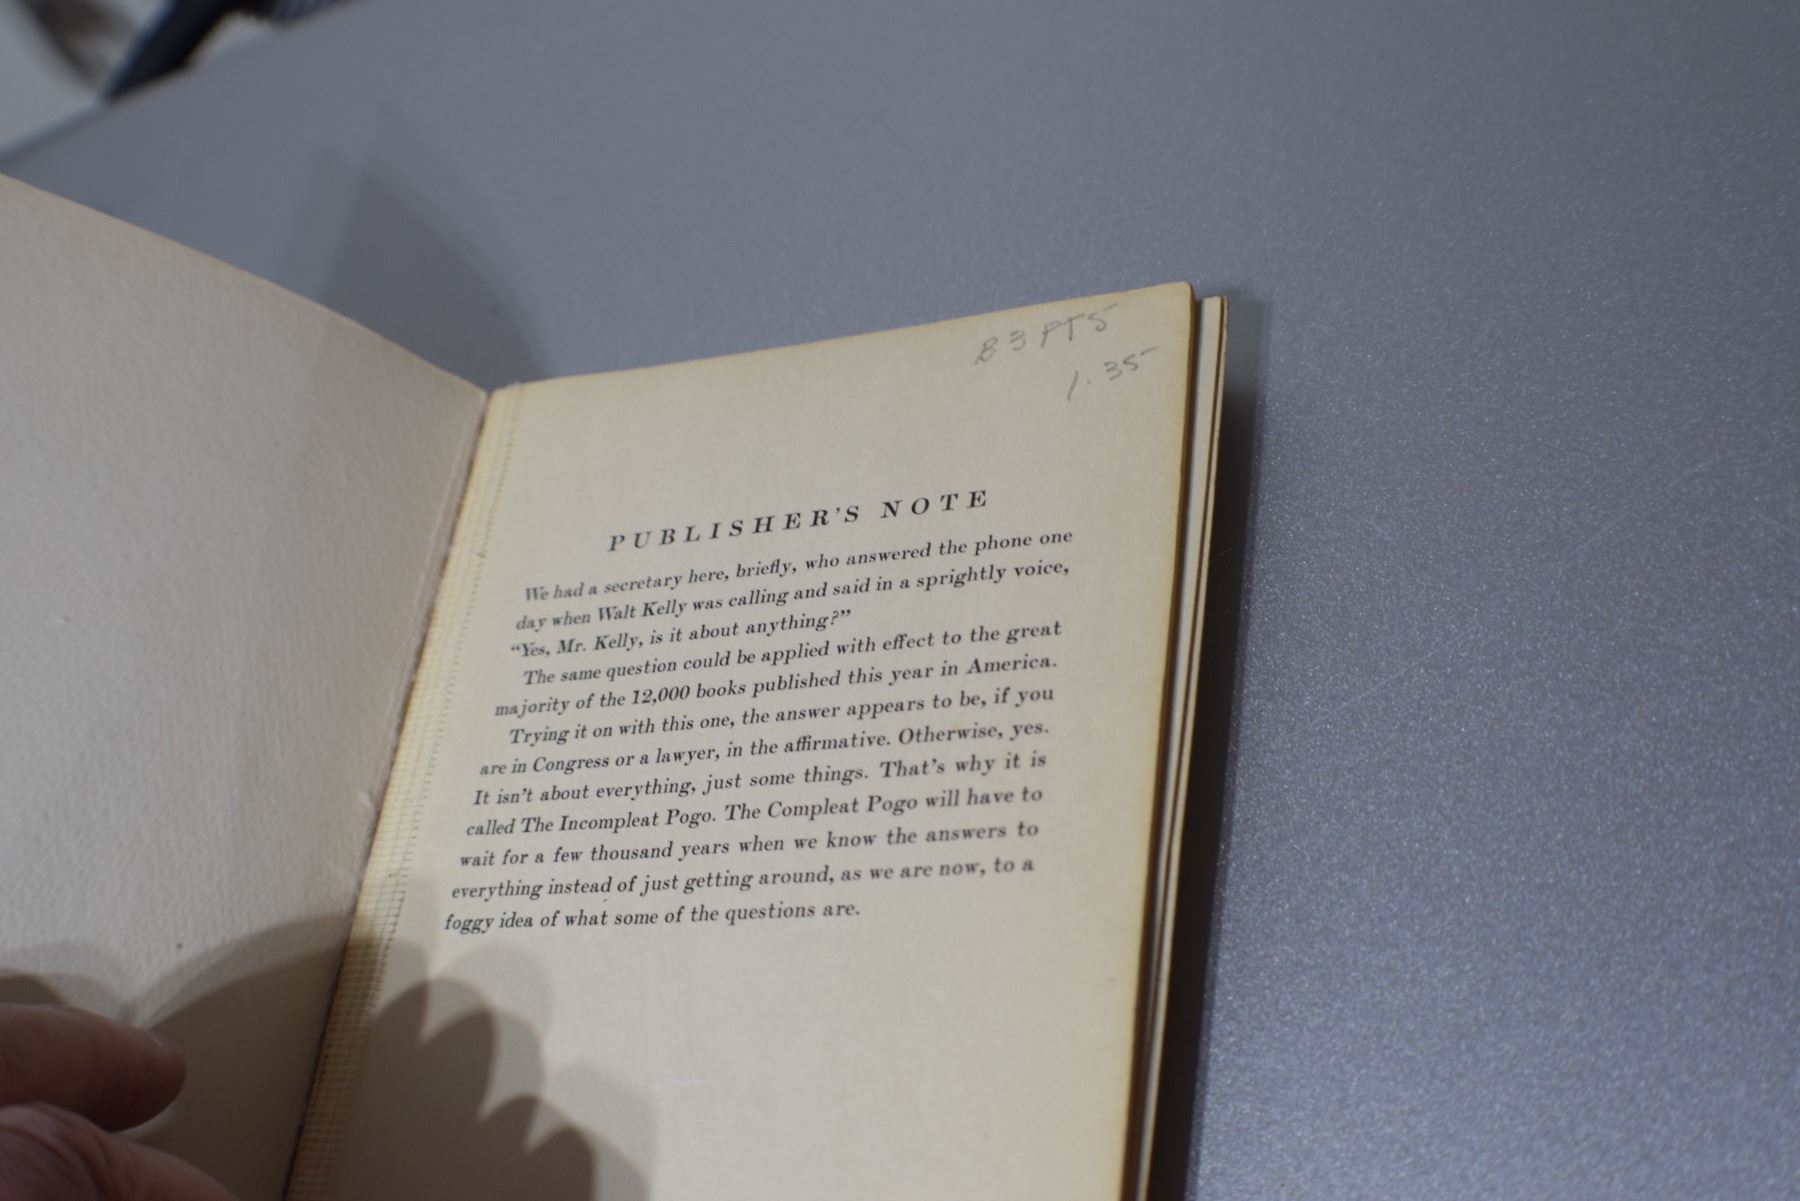 B 3 PTS
1.35
PUBLISHER'S NOTE
We had a secretary here, briefly, who answered the phone one
day when Walt Kelly was calling and said in a sprightly voice,
“Yes, Mr. Kelly, is it about anything?”
The same question could be applied with effect to the great
majority of the 12,000 books published this year in America.
Trying it on with this one, the answer appears to be, if you
are in Congress or a lawyer, in the affirmative. Otherwise, yes.
It isn't about everything, just some things. That's why it is
called The Incompleat Pogo. The Compleat Pogo will have to
wait for a few thousand years when we know the answers to
everything instead of just getting around, as we are now, to a
foggy idea of what some of the questions are.